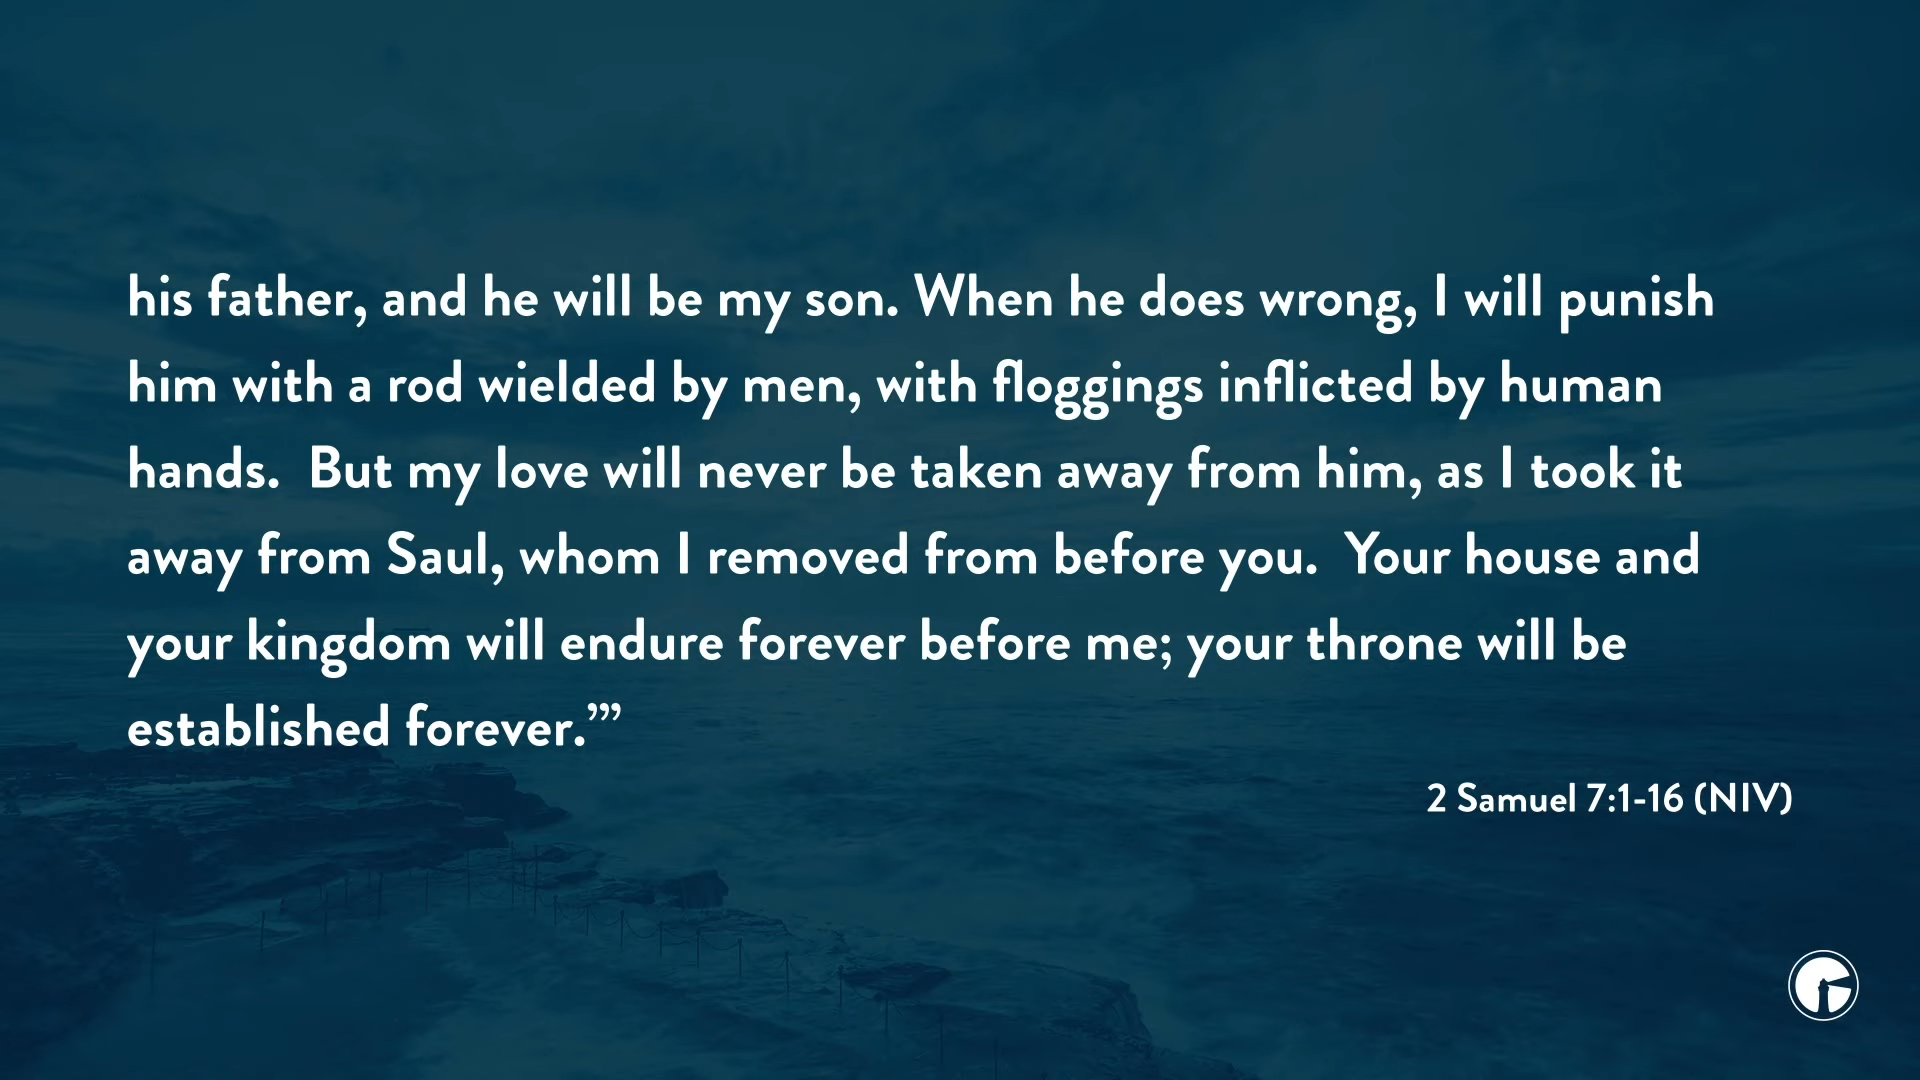 his father, and he will be my son. When he does wrong, I will punish
him with a rod wielded by men, with floggings inflicted by human
hands.  But my love will never be taken away from him, as I took it
away from Saul, whom I removed from before you.  Your house and
your kingdom will endure forever before me; your throne will be
established forever.’”
2 Samuel 7:1-16 (NIV)